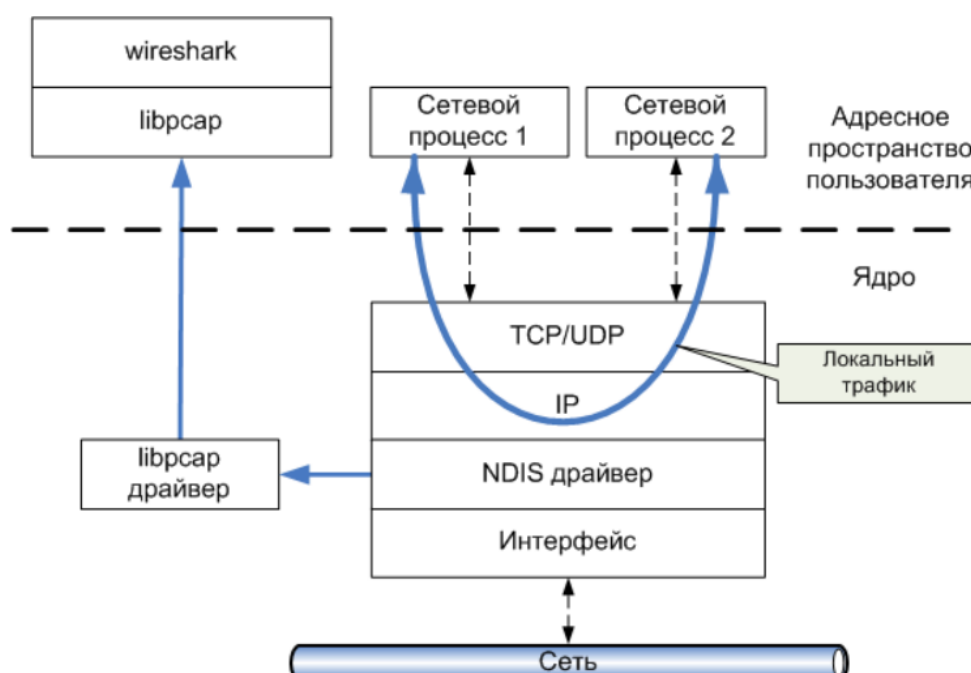 wireshark
libpcap
Сетевой
процесс 1
Сетевой
процесс 2
Адресное
пространство
пользователя
Ядро
TCP/UDP
IP
Локальный
трафик
libpcap
драйвер
NDIS драйвер
Интерфейс
Сеть